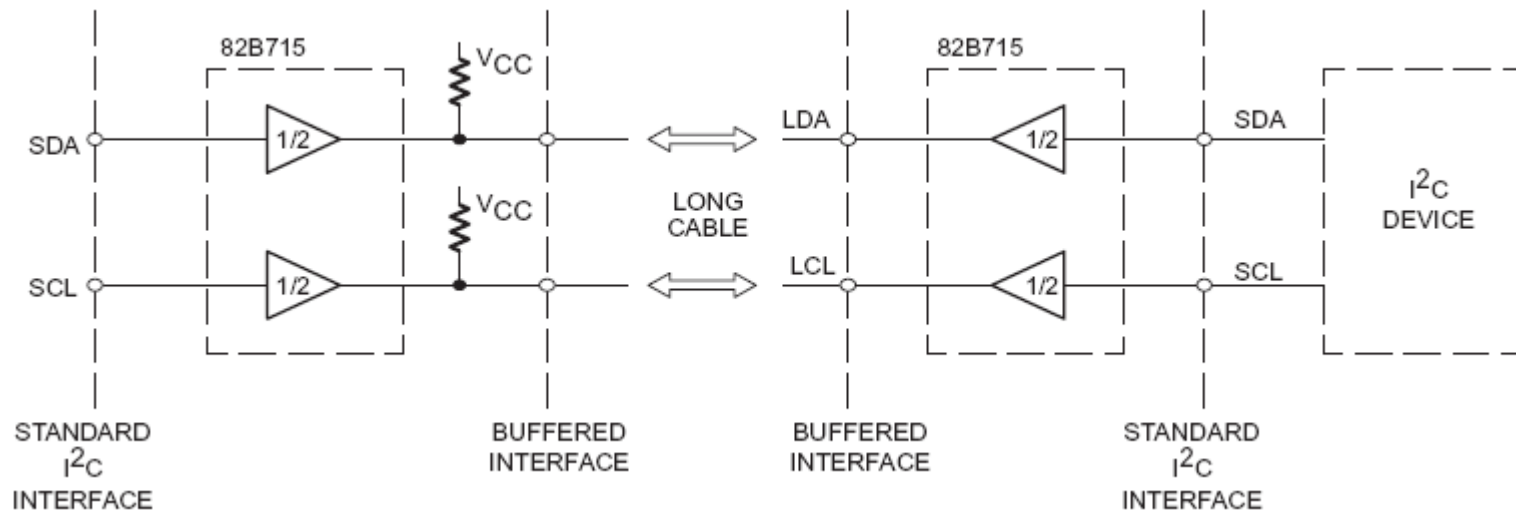 82B715
82B715
VCC
SDA
1/2
LDA
1/2
SDA
VCC
LONG
CABLE
I²C
DEVICE
SCL
1/2
LCL
1/2
SCL
STANDARD
I²C
INTERFACE
BUFFERED
INTERFACE
BUFFERED
INTERFACE
STANDARD
I²C
INTERFACE